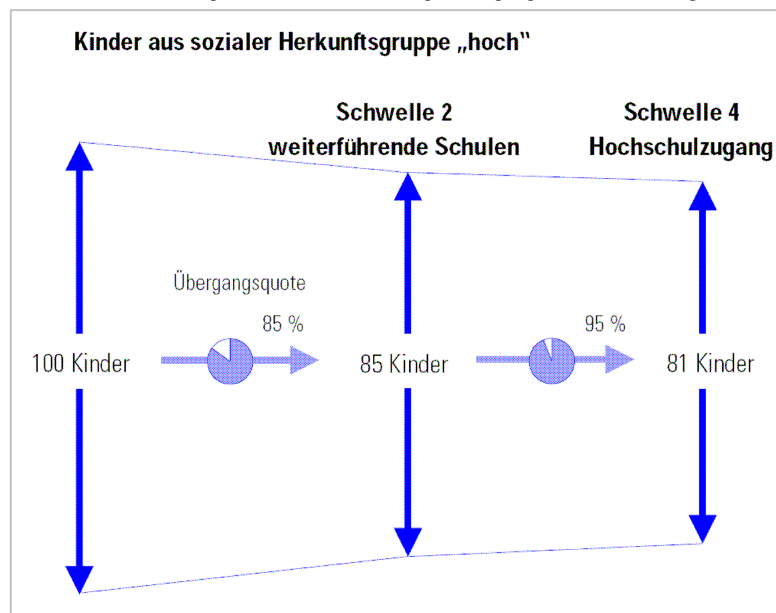 Kinder aus sozialer Herkunftsgruppe „hoch“
Schwelle 2
weiterführende Schulen
Schwelle 4
Hochschulzugang
Übergangsquote
85 %
95 %
100 Kinder
85 Kinder
81 Kinder